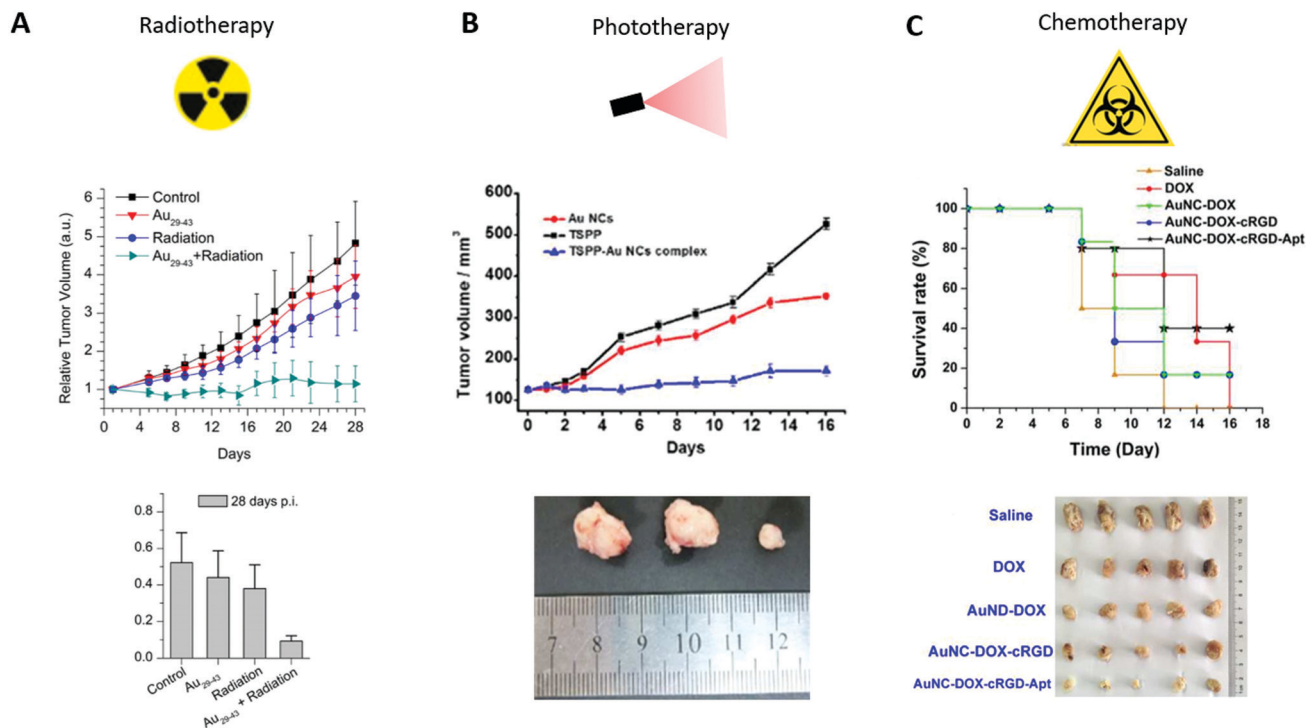 A
Radiotherapy
B
Phototherapy
C
Chemotherapy
Relative Tumor Volume (a.u.)
6
5
4
3
2
1
Control
Au29-43
Radiation
Au29-43+Radiation
0 4 8 12 16 20 24 28
Days
600
500
400
300
200
100
Tumor volume / mm³
Au NCs
TSPP
TSPP-Au NCs complex
0 2 4 6 8 10 12 14 16
Days
Saline
DOX
AuNC-DOX
AuNC-DOX-cRGD
AuNC-DOX-cRGD-Apt
Survival rate (%)
100
80
60
40
20
0
0 2 4 6 8 10 12 14 16 18
Time (Day)
28 days p.i.
0.8
0.6
0.4
0.2
0.0
Control
Au29-43
Radiation
Au29-43 + Radiation
7 8 9 10 11 12
Saline
DOX
AuND-DOX
AuNC-DOX-cRGD
AuNC-DOX-cRGD-Apt